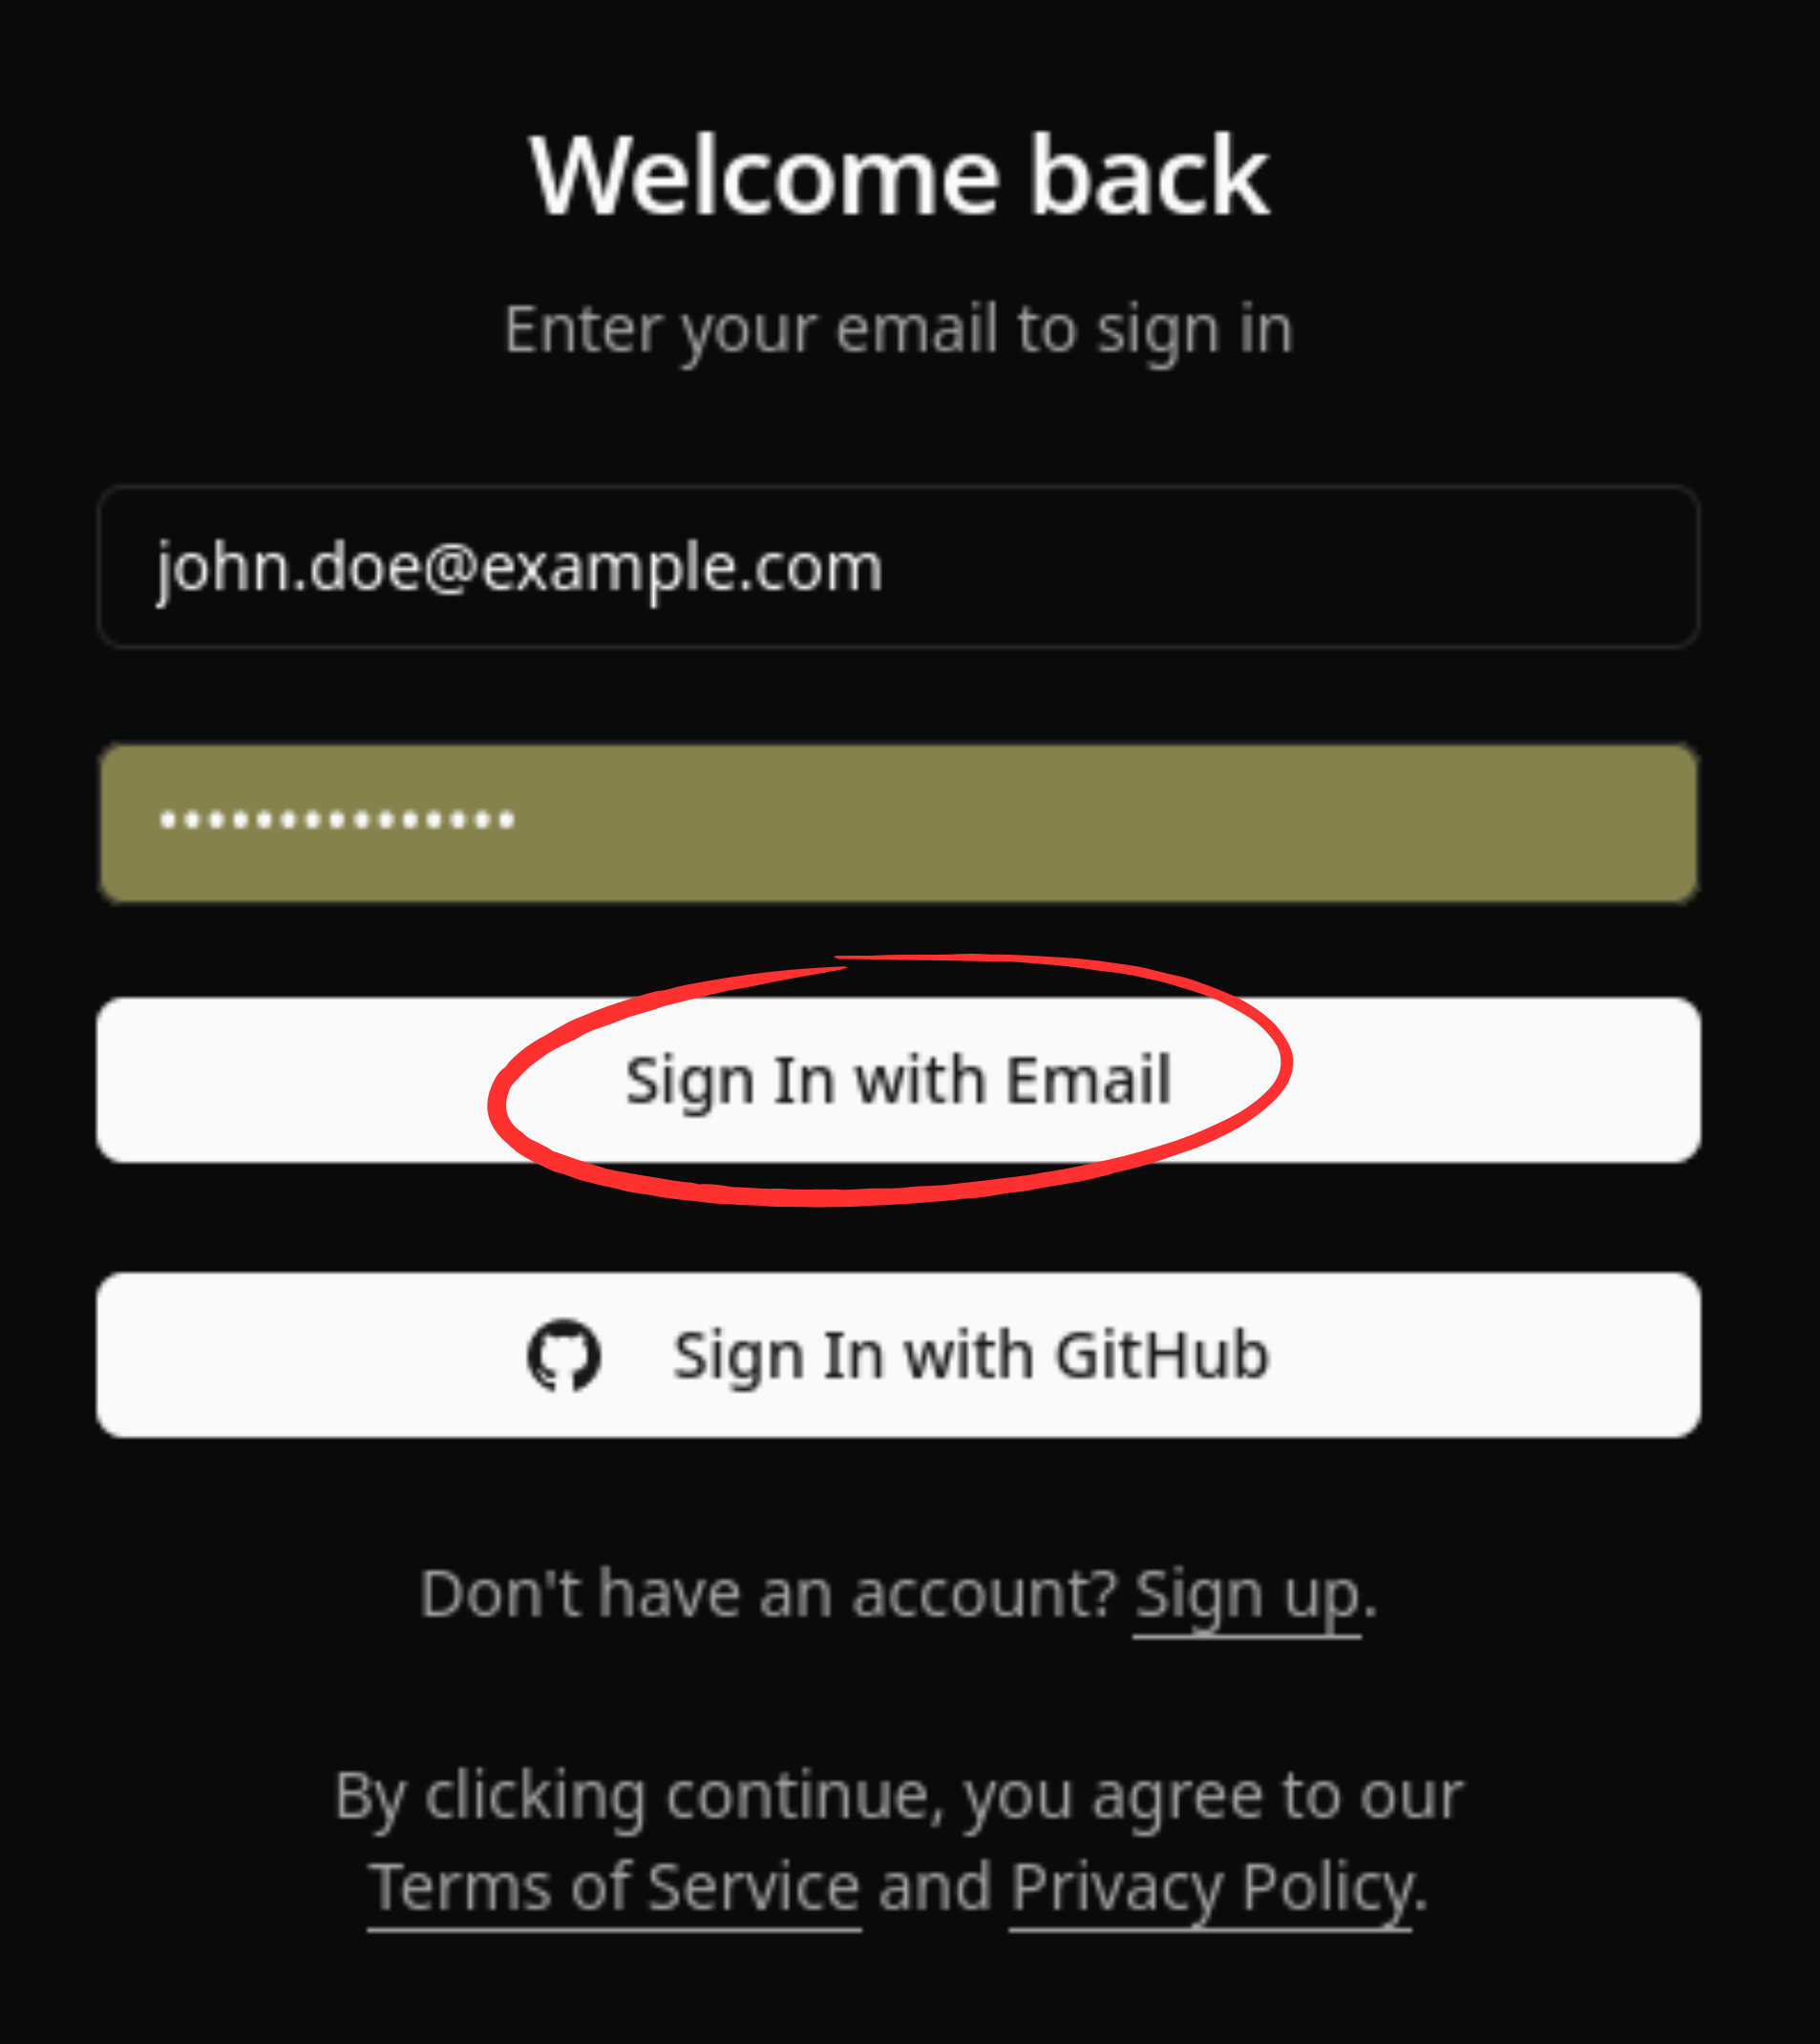 Welcome back
Enter your email to sign in
john.doe@example.com
•••••••••••••••
Sign In with Email
Sign In with GitHub
Don't have an account? Sign up.
By clicking continue, you agree to our
Terms of Service and Privacy Policy.